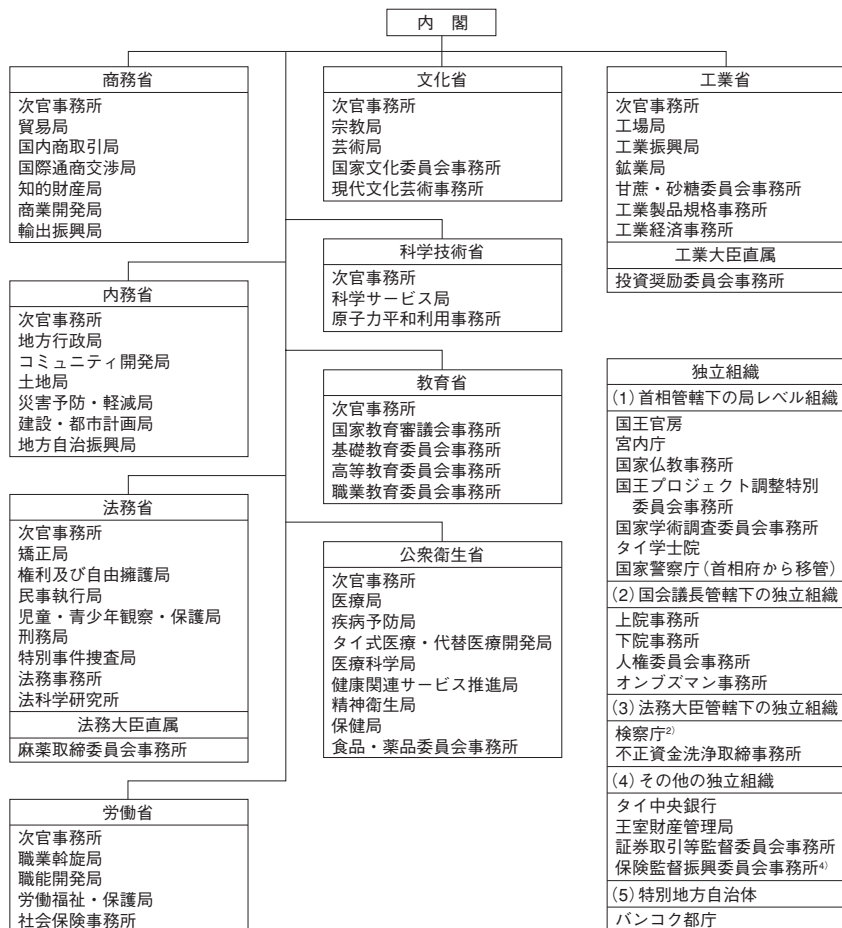 内 閣
商務省
次官事務所
貿易局
国内商取引局
国際通商交渉局
知的財産局
商業開発局
輸出振興局
内務省
次官事務所
地方行政局
コミュニティ開発局
土地局
災害予防・軽減局
建設・都市計画局
地方自治振興局
法務省
次官事務所
矯正局
権利及び自由擁護局
民事執行局
児童・青少年観察・保護局
刑務局
特別事件捜査局
法務事務所
法科学研究所
法務大臣直属
麻薬取締委員会事務所
労働省
次官事務所
職業斡旋局
職能開発局
労働福祉・保護局
社会保険事務所
文化省
次官事務所
宗教局
芸術局
国家文化委員会事務所
現代文化芸術事務所
科学技術省
次官事務所
科学サービス局
原子力平和利用事務所
教育省
次官事務所
国家教育審議会事務所
基礎教育委員会事務所
高等教育委員会事務所
職業教育委員会事務所
公衆衛生省
次官事務所
医療局
疾病予防局
タイ式医療・代替医療開発局
医療科学局
健康関連サービス推進局
精神衛生局
保健局
食品・薬品委員会事務所
工業省
次官事務所
工場局
工業振興局
鉱業局
甘蔗・砂糖委員会事務所
工業製品規格事務所
工業経済事務所
工業大臣直属
投資奨励委員会事務所
独立組織
(1)首相管轄下の局レベル組織
国王官房
宮内庁
国家仏教事務所
国王プロジェクト調整特別
委員会事務所
国家学術調査委員会事務所
タイ学士院
国家警察庁(首相府から移管)
(2)国会議長管轄下の独立組織
上院事務所
下院事務所
人権委員会事務所
オンブズマン事務所
(3)法務大臣管轄下の独立組織
検察庁2)
不正資金洗浄取締事務所
(4)その他の独立組織
タイ中央銀行
王室財産管理局
証券取引等監督委員会事務所
保険監督振興委員会事務所4)
(5)特別地方自治体
バンコク都庁